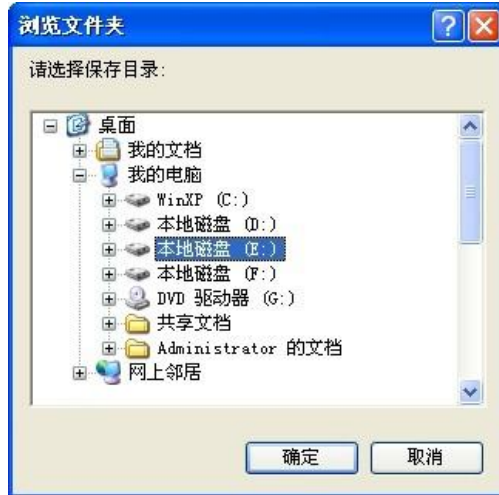 浏览文件夹
请选择保存目录:
桌面
我的文档
我的电脑
WinXP (C:)
本地磁盘 (D:)
本地磁盘 (E:)
本地磁盘 (F:)
DVD 驱动器 (G:)
共享文档
Administrator 的文档
网上邻居
确定
取消